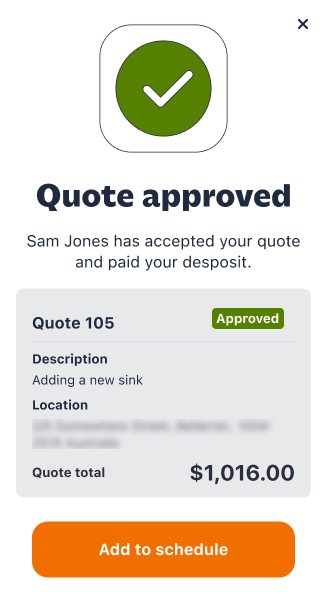 Quote approved
Sam Jones has accepted your quote
and paid your desposit.
Quote 105
Approved
Description
Adding a new sink
Location
Quote total
$1,016.00
Add to schedule